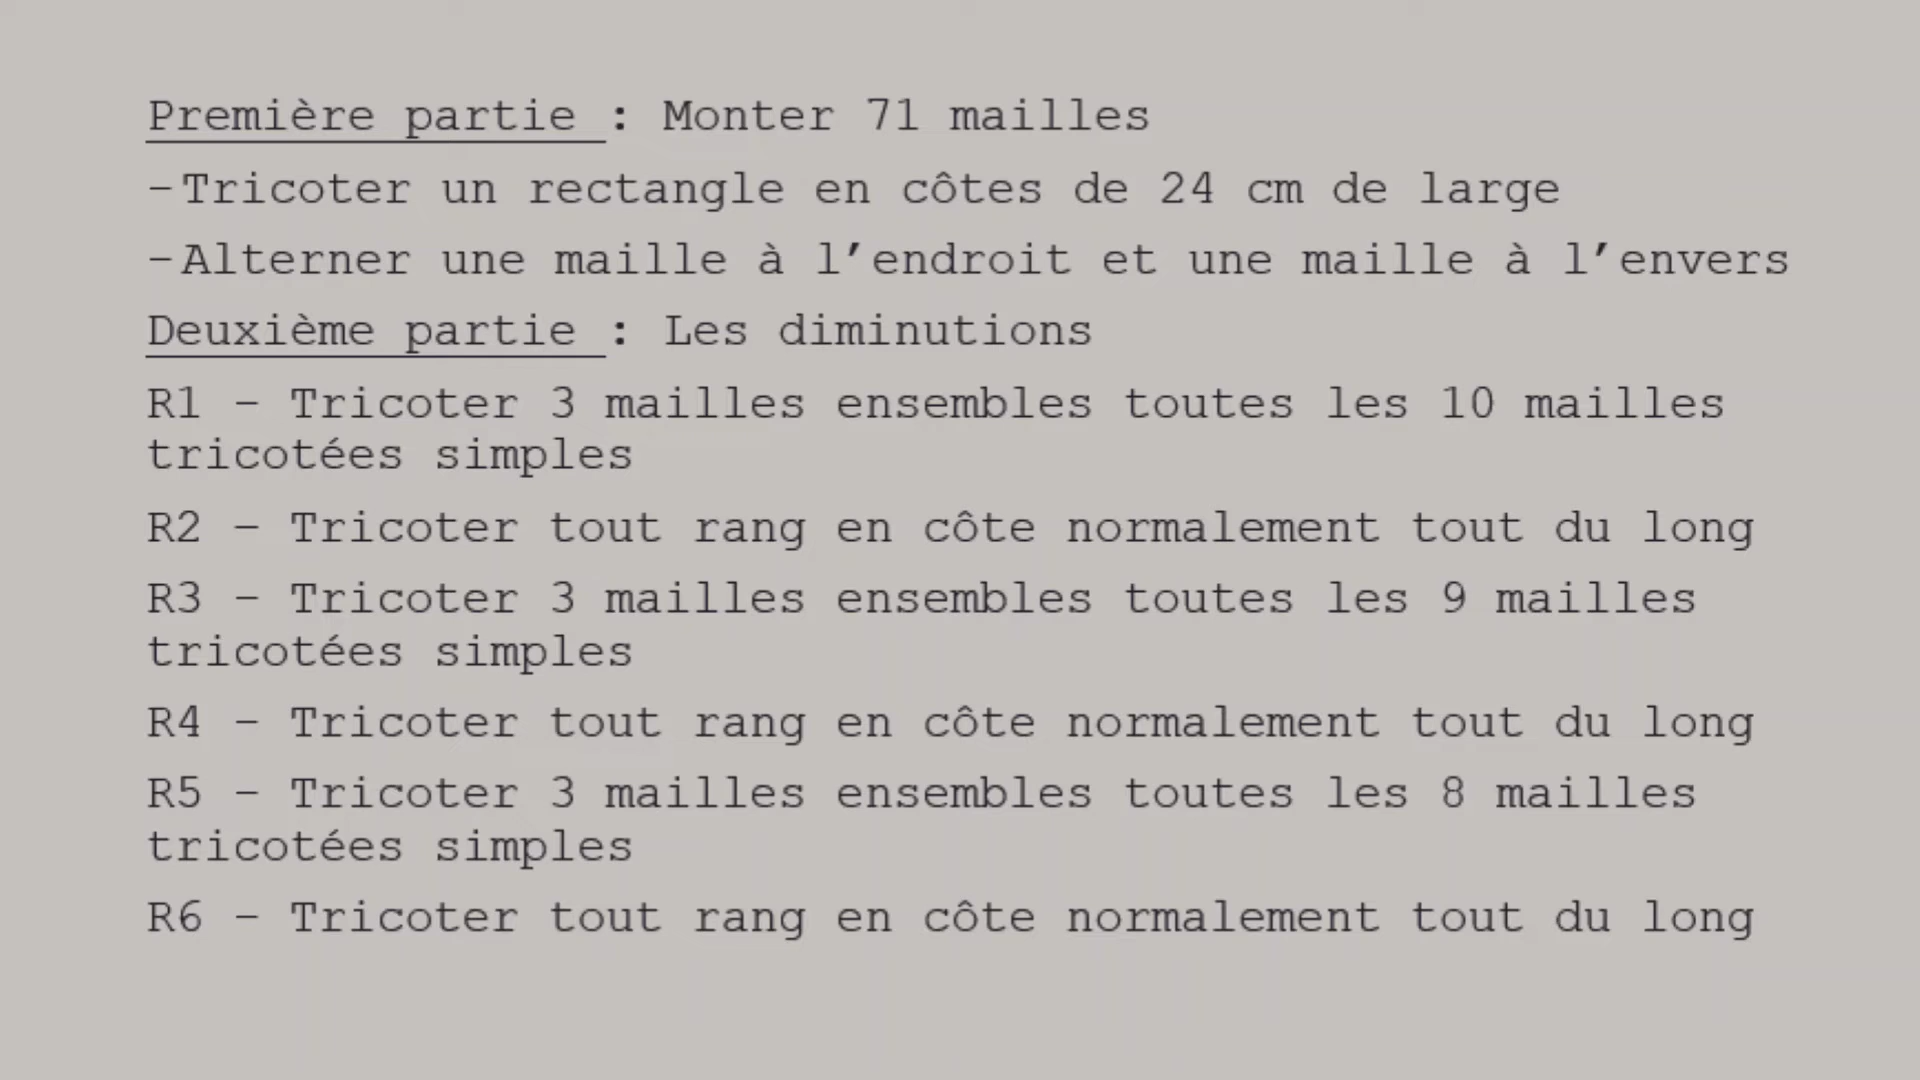 Première partie : Monter 71 mailles
-Tricoter un rectangle en côtes de 24 cm de large
-Alterner une maille à l’endroit et une maille à l’envers
Deuxième partie : Les diminutions
R1 - Tricoter 3 mailles ensembles toutes les 10 mailles
tricotées simples
R2 - Tricoter tout rang en côte normalement tout du long
R3 - Tricoter 3 mailles ensembles toutes les 9 mailles
tricotées simples
R4 - Tricoter tout rang en côte normalement tout du long
R5 - Tricoter 3 mailles ensembles toutes les 8 mailles
tricotées simples
R6 - Tricoter tout rang en côte normalement tout du long